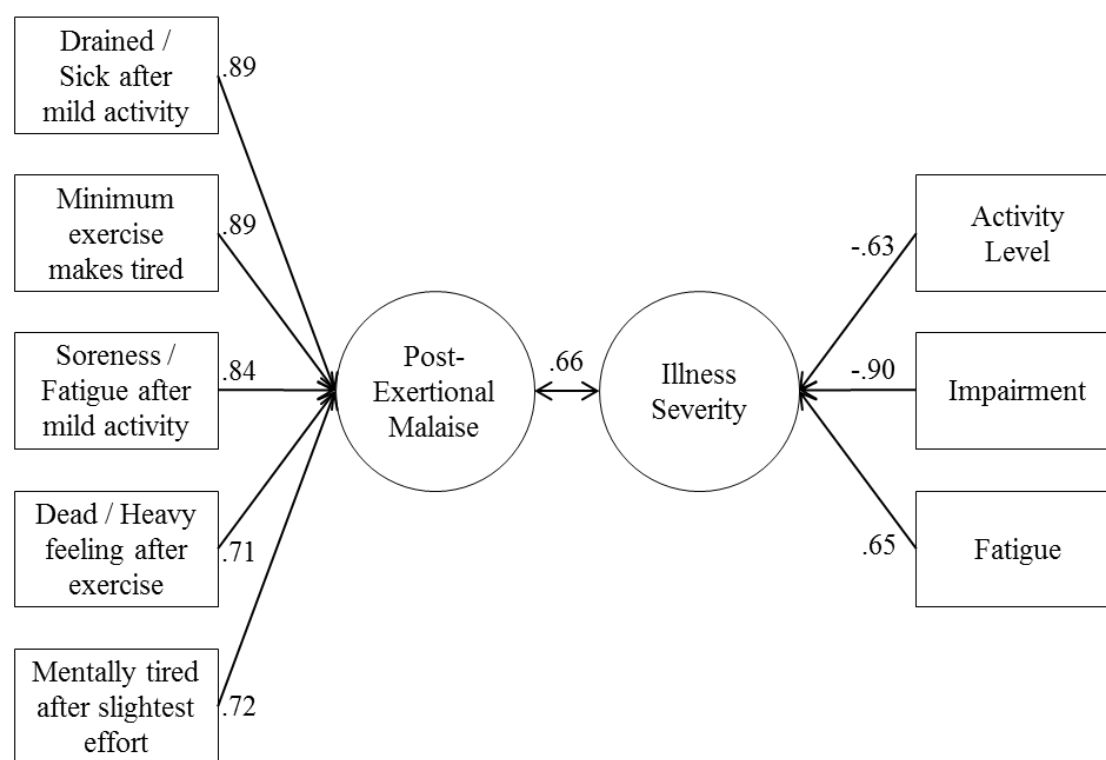 Drained /
Sick after
mild activity
.89
Minimum
exercise
makes tired
.89
Soreness /
Fatigue after
mild activity
.84
Dead / Heavy
feeling after
exercise
.71
Mentally tired
after slightest
effort
.72
Post-
Exertional
Malaise
.66
Illness
Severity
-.63
Activity
Level
-.90
Impairment
.65
Fatigue